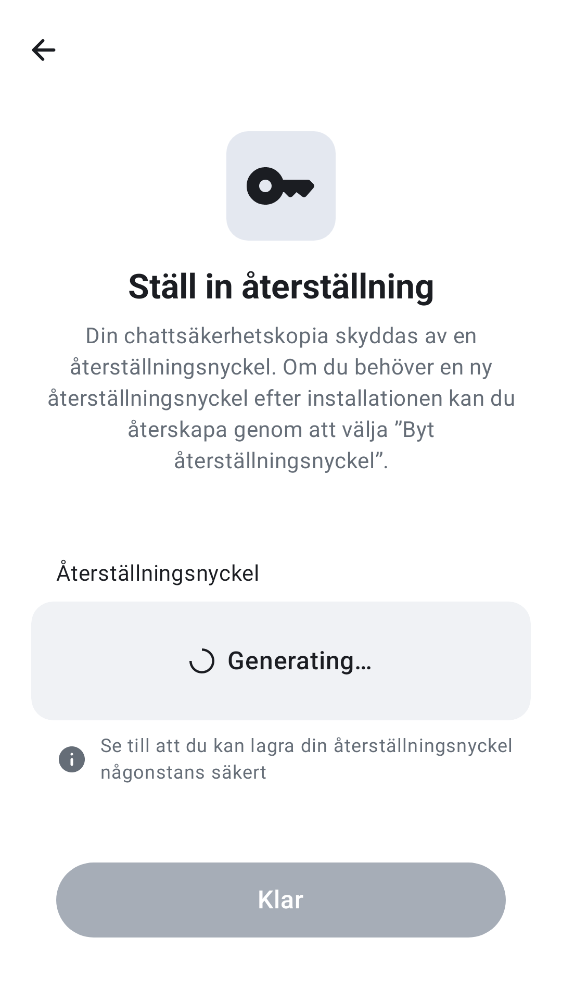 Ställ in återställning
Din chattsäkerhetskopia skyddas av en
återställningsnyckel. Om du behöver en ny
återställningsnyckel efter installationen kan du
återskapa genom att välja ”Byt
återställningsnyckel”.
Återställningsnyckel
Generating…
Se till att du kan lagra din återställningsnyckel
någonstans säkert
Klar